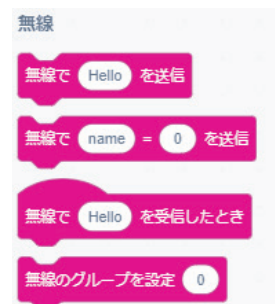 無線
無線で Hello を送信
無線で name = 0 を送信
無線で Hello を受信したとき
無線のグループを設定 0